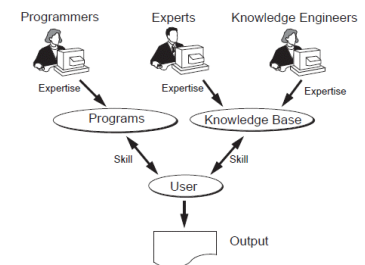 Programmers Experts Knowledge Engineers
Expertise Expertise Expertise
Programs Knowledge Base
Skill Skill
User
Output